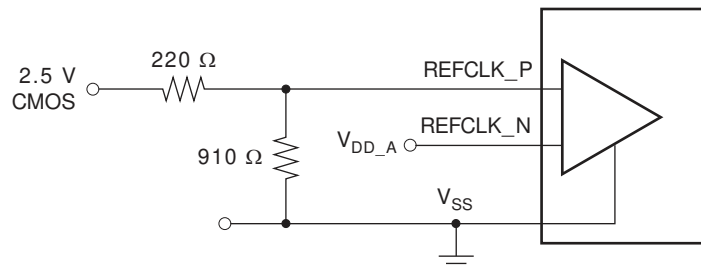 220 Ω
2.5 V
CMOS
REFCLK_P
REFCLK_N
V_DD_A
910 Ω
V_SS